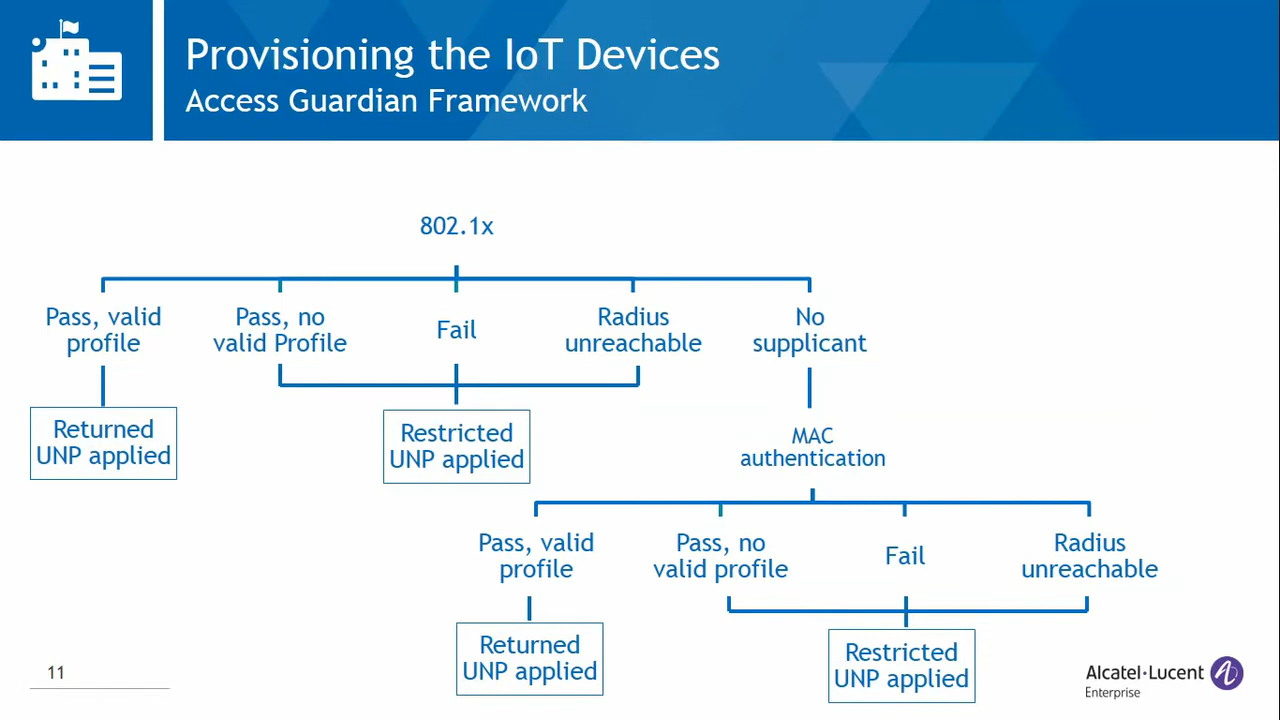 Provisioning the IoT Devices
Access Guardian Framework
802.1x
Pass, valid
profile
Pass, no
valid Profile
Fail
Radius
unreachable
No
supplicant
Returned
UNP applied
Restricted
UNP applied
MAC
authentication
Pass, valid
profile
Pass, no
valid profile
Fail
Radius
unreachable
Returned
UNP applied
Restricted
UNP applied
11
Alcatel·Lucent
Enterprise